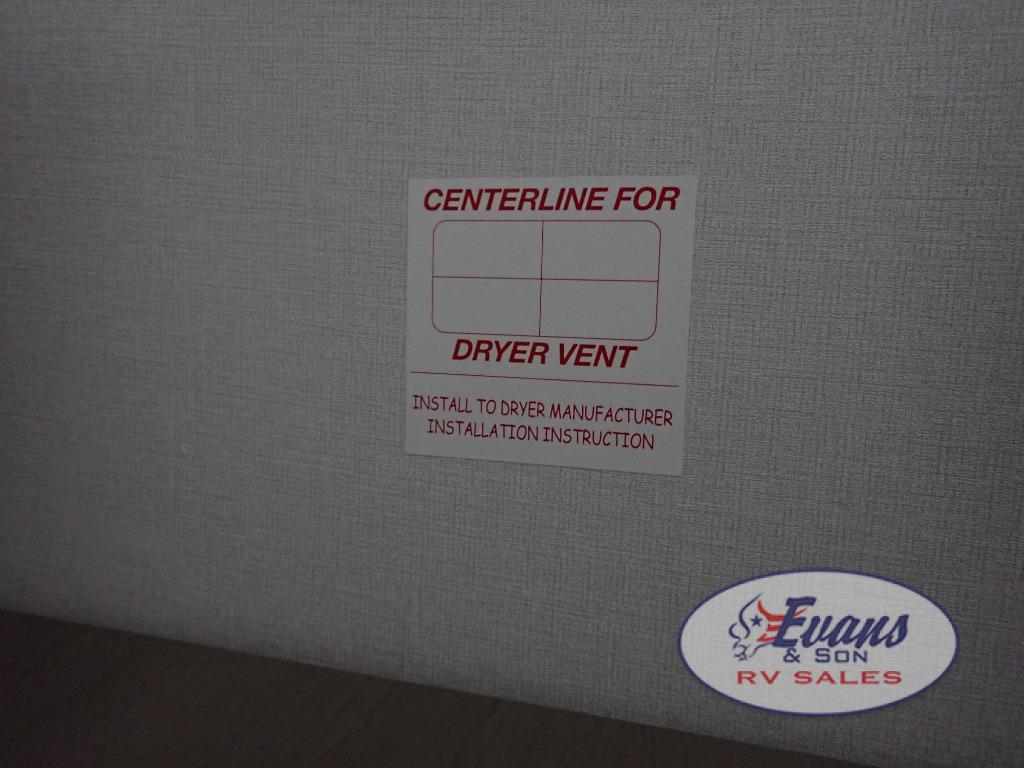 CENTERLINE FOR
DRYER VENT
INSTALL TO DRYER MANUFACTURER
INSTALLATION INSTRUCTION
Evans
& SON
RV SALES